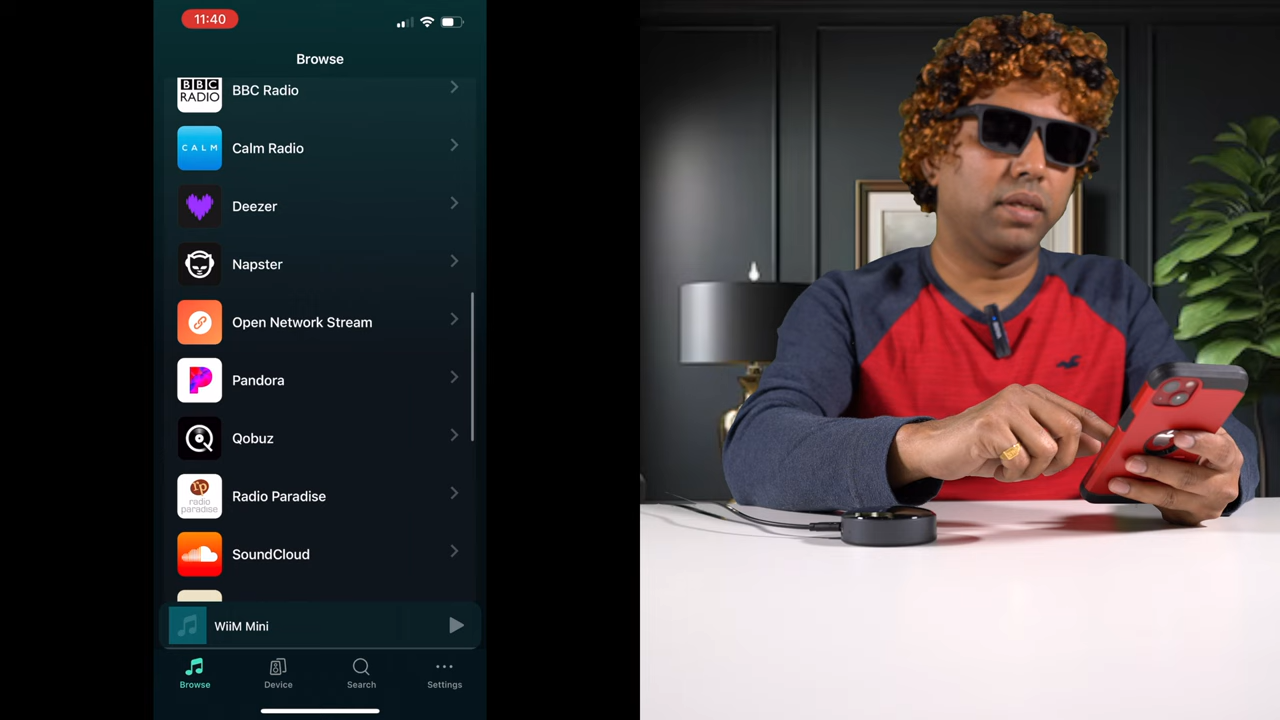 11:40
Browse
BBC
RADIO
BBC Radio
CALM
Calm Radio
Deezer
Napster
Open Network Stream
Pandora
Qobuz
rp
radio
paradise
Radio Paradise
SoundCloud
WiiM Mini
Browse
Device
Search
Settings